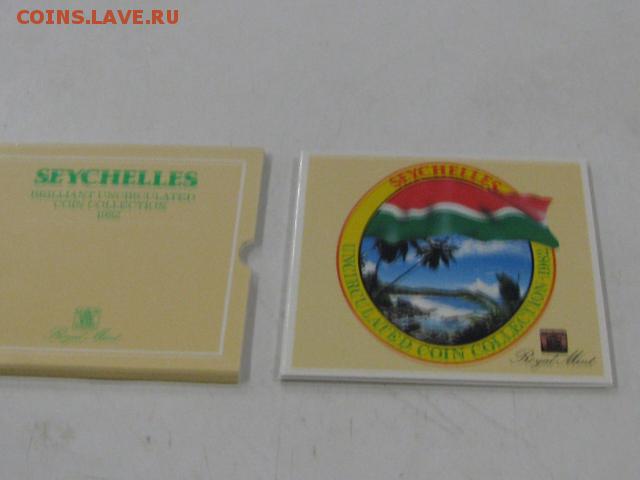 COINS.LAVE.RU
SEYCHELLES
BRILLIANT UNCIRCULATED
COIN COLLECTION
1982
Royal Mint
SEYCHELLES
UNCIRCULATED COIN COLLECTION 1982
Royal Mint